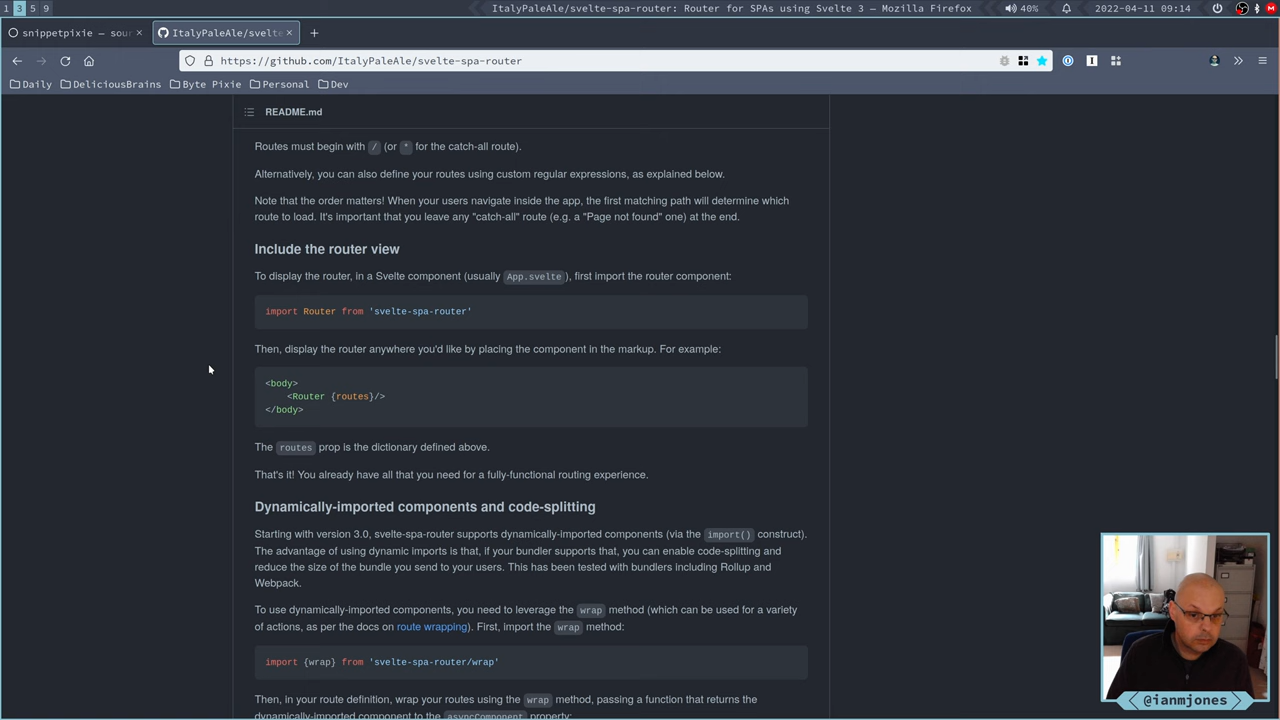 1 3 5 9
ItalyPaleAle/svelte-spa-router: Router for SPAs using Svelte 3 — Mozilla Firefox
40%
2022-04-11 09:14
snippetpixie — sour
ItalyPaleAle/svelte
https://github.com/ItalyPaleAle/svelte-spa-router
Daily
DeliciousBrains
Byte Pixie
Personal
Dev
README.md
Routes must begin with / (or * for the catch-all route).
Alternatively, you can also define your routes using custom regular expressions, as explained below.
Note that the order matters! When your users navigate inside the app, the first matching path will determine which
route to load. It's important that you leave any "catch-all" route (e.g. a "Page not found" one) at the end.
Include the router view
To display the router, in a Svelte component (usually App.svelte), first import the router component:
import Router from 'svelte-spa-router'
Then, display the router anywhere you'd like by placing the component in the markup. For example:
<body>
    <Router {routes}/>
</body>
The routes prop is the dictionary defined above.
That's it! You already have all that you need for a fully-functional routing experience.
Dynamically-imported components and code-splitting
Starting with version 3.0, svelte-spa-router supports dynamically-imported components (via the import() construct).
The advantage of using dynamic imports is that, if your bundler supports that, you can enable code-splitting and
reduce the size of the bundle you send to your users. This has been tested with bundlers including Rollup and
Webpack.
To use dynamically-imported components, you need to leverage the wrap method (which can be used for a variety
of actions, as per the docs on route wrapping). First, import the wrap method:
import {wrap} from 'svelte-spa-router/wrap'
Then, in your route definition, wrap your routes using the wrap method, passing a function that returns the
dynamically-imported component to the asyncComponent property:
@ianmjones